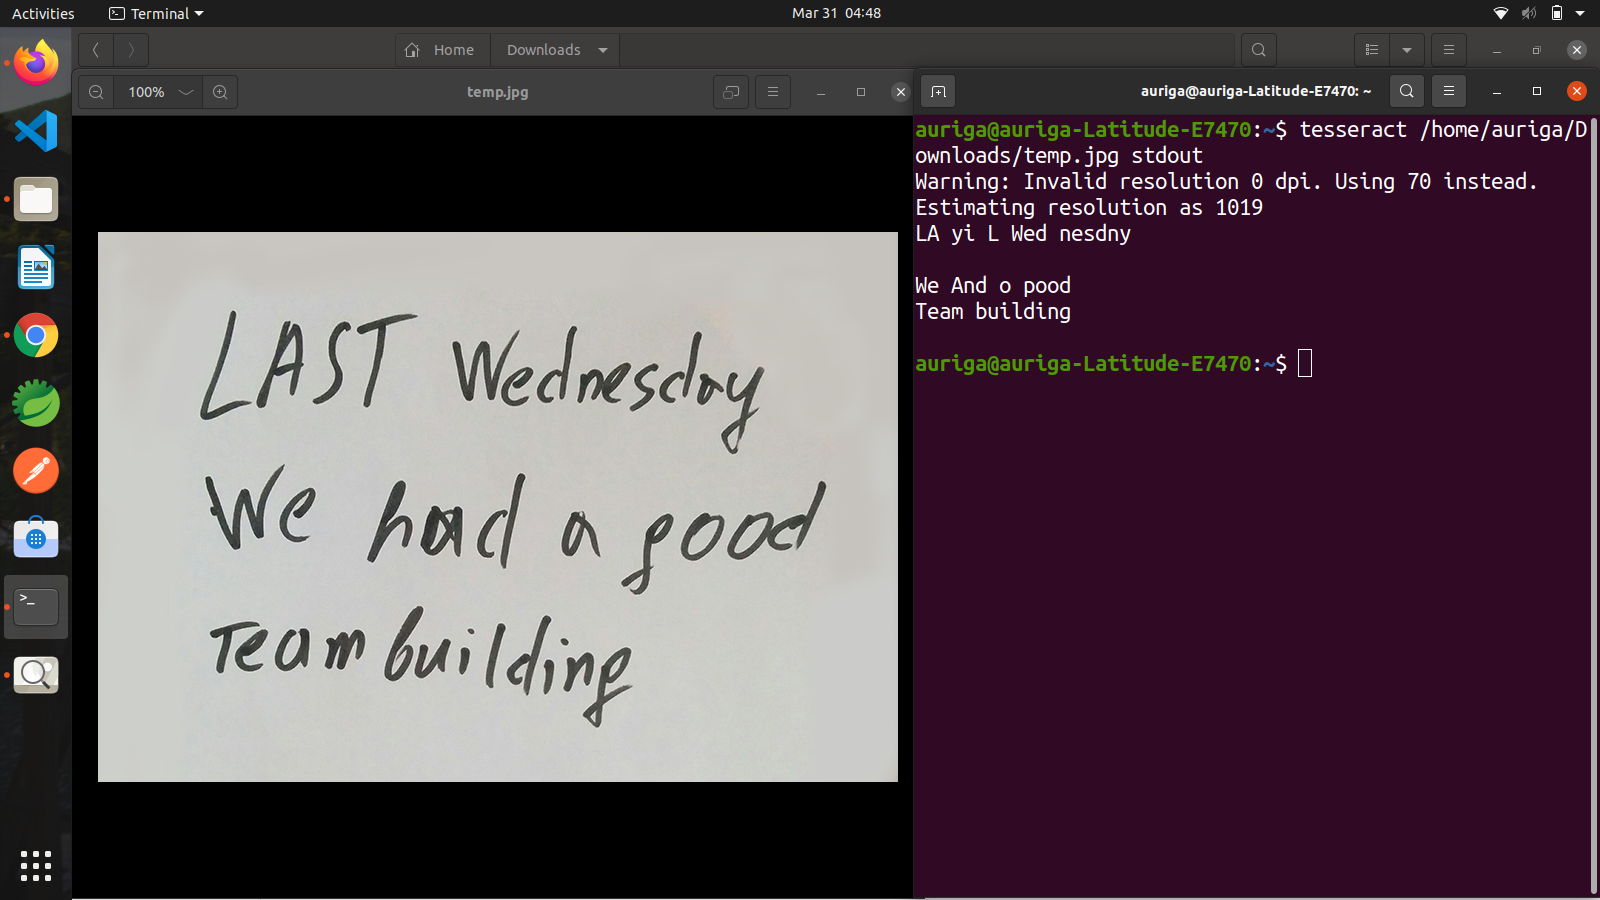 Activities Terminal Mar 31 04:48
Home Downloads
100% temp.jpg auriga@auriga-Latitude-E7470: ~
auriga@auriga-Latitude-E7470:~$ tesseract /home/auriga/D
ownloads/temp.jpg stdout
Warning: Invalid resolution 0 dpi. Using 70 instead.
Estimating resolution as 1019
LA yi L Wed nesdny
We And o pood
Team building
auriga@auriga-Latitude-E7470:~$
LAST Wednesday
We had a good
Team building